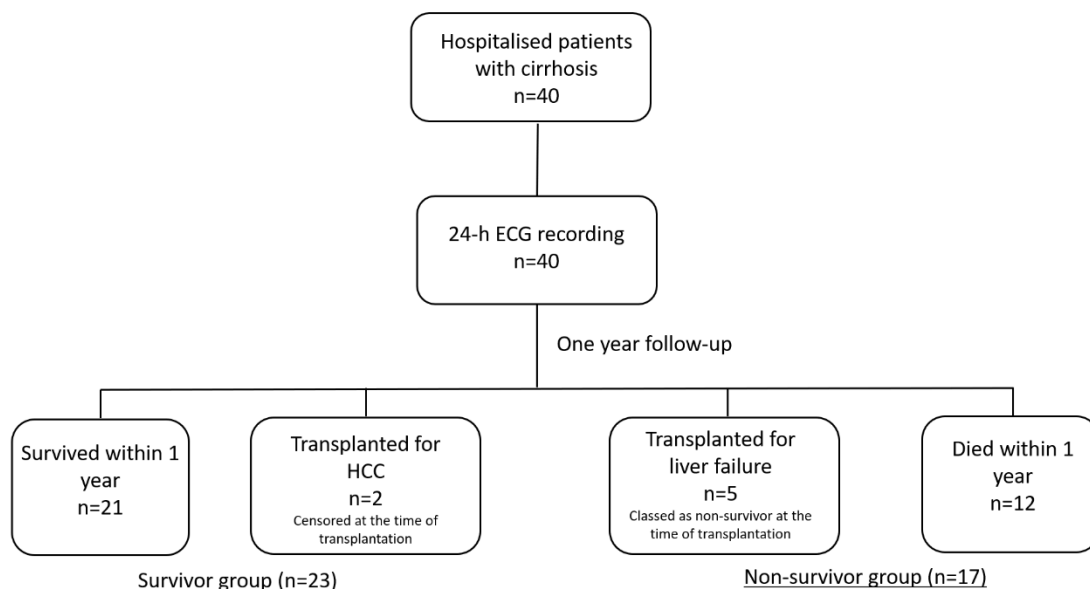 Hospitalised patients
with cirrhosis
n=40
24-h ECG recording
n=40
One year follow-up
Survived within 1
year
n=21
Transplanted for
HCC
n=2
Censored at the time of
transplantation
Transplanted for
liver failure
n=5
Classed as non-survivor at the
time of transplantation
Died within 1
year
n=12
Survivor group (n=23)
Non-survivor group (n=17)